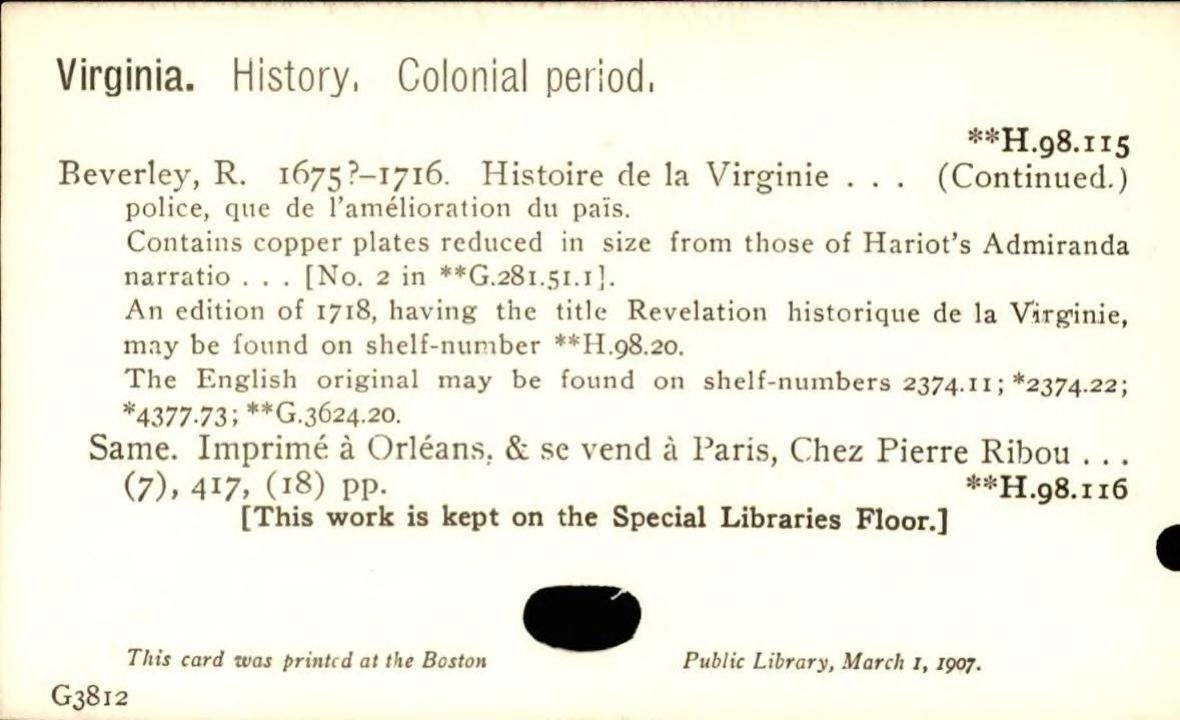 Virginia. History. Colonial period.
**H.98.115
Beverley, R. 1675?–1716. Histoire de la Virginie . . . (Continued.)
police, que de l'amélioration du païs.
Contains copper plates reduced in size from those of Hariot's Admiranda
narratio . . . [No. 2 in **G.281.51.1].
An edition of 1718, having the title Revelation historique de la Virginie,
may be found on shelf-number **H.98.20.
The English original may be found on shelf-numbers 2374.11; *2374.22;
*4377.73; **G.3624.20.
Same. Imprimé à Orléans, & se vend à Paris, Chez Pierre Ribou . . .
(7), 417, (18) pp. **H.98.116
[This work is kept on the Special Libraries Floor.]
This card was printed at the Boston Public Library, March 1, 1907.
G3812